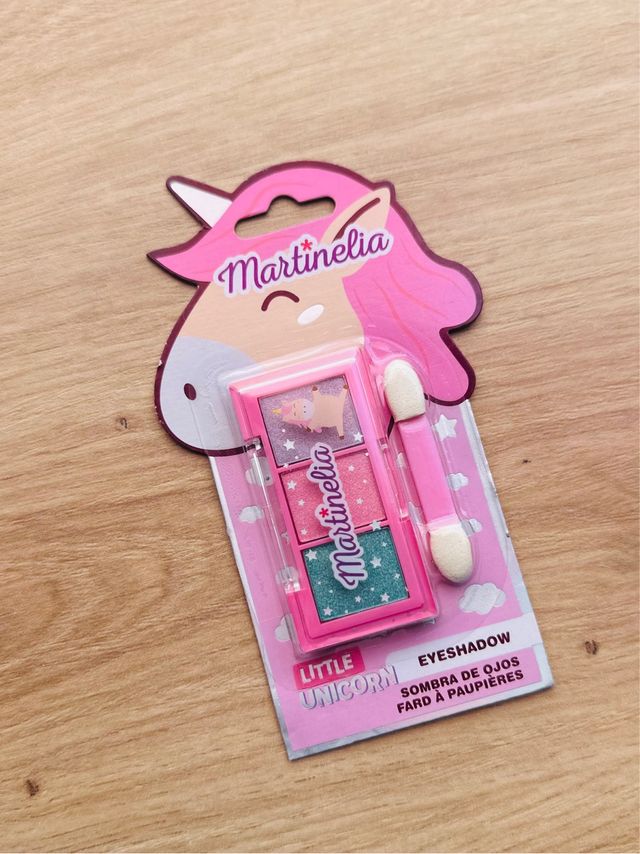 Martinelia
Martinelia
LITTLE
UNICORN
EYESHADOW
SOMBRA DE OJOS
FARD À PAUPIÈRES